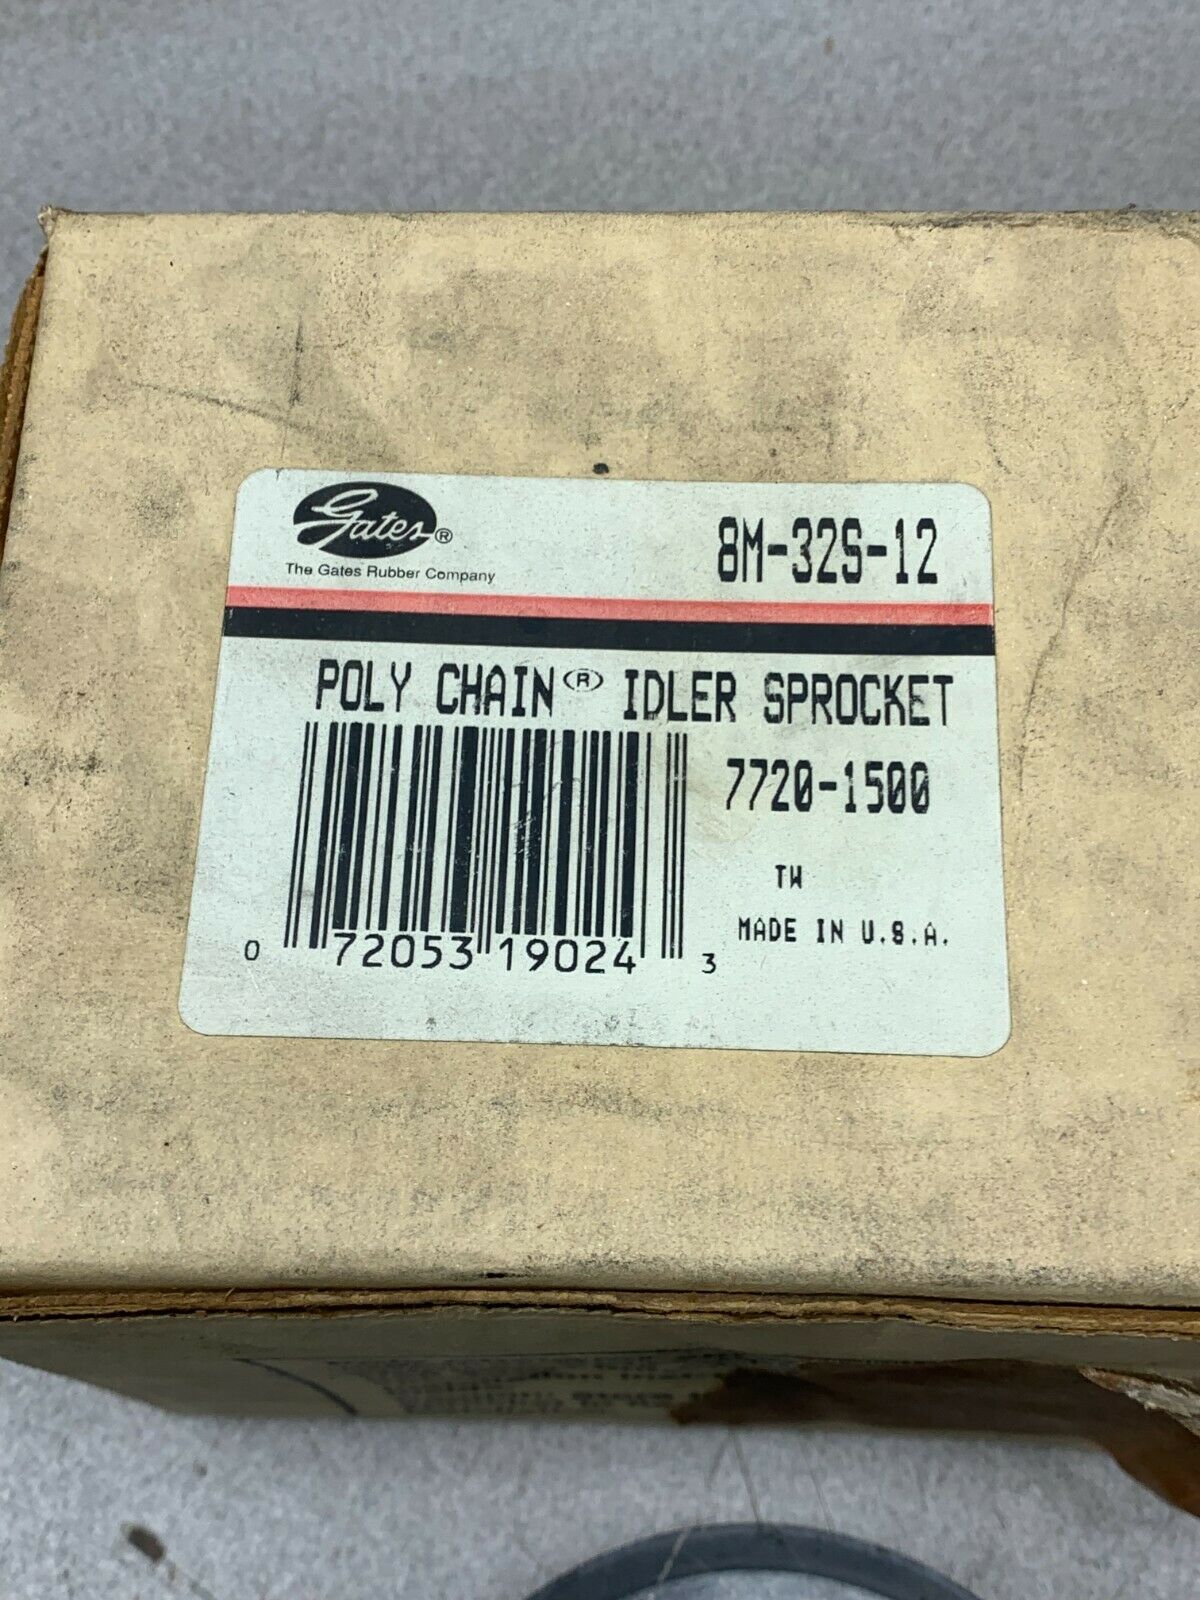 Gates®
The Gates Rubber Company
8M-32S-12
POLY CHAIN® IDLER SPROCKET
7720-1500
TW
MADE IN U.S.A.
0 72053 19024 3